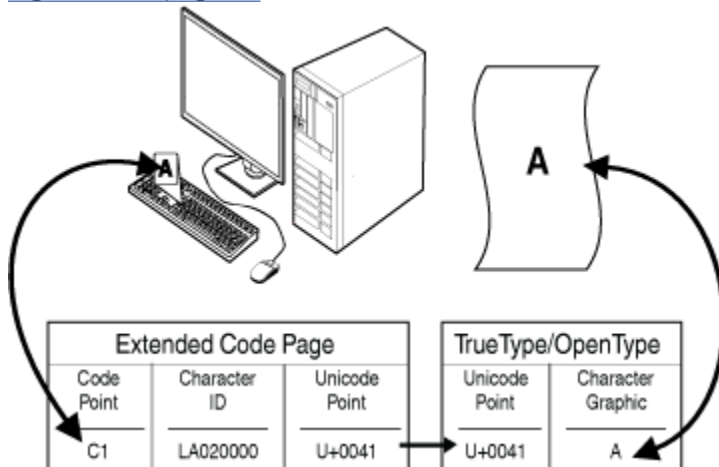 A
A
Extended Code Page
TrueType/OpenType
Code Point
Character ID
Unicode Point
Unicode Point
Character Graphic
C1
LA020000
U+0041
U+0041
A